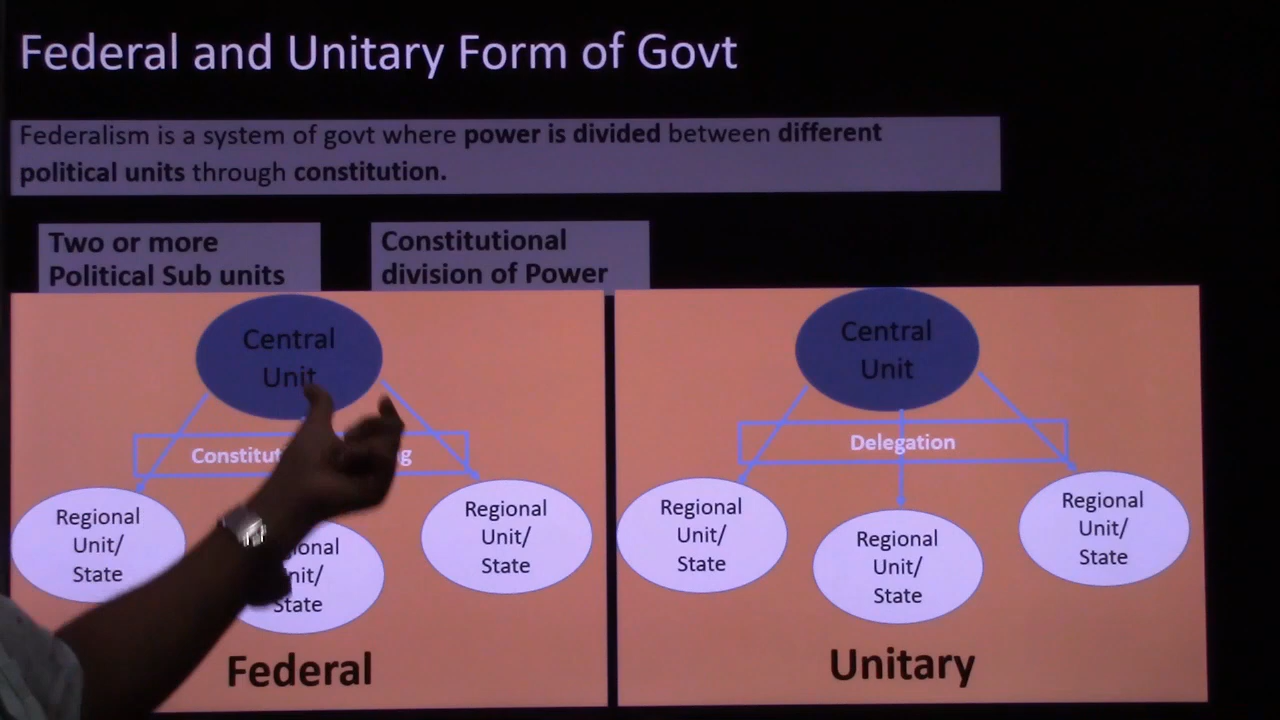 Federal and Unitary Form of Govt
Federalism is a system of govt where power is divided between different
political units through constitution.
Two or more
Political Sub units
Constitutional
division of Power
Central
Unit
Regional
Unit/
State
State
Regional
Unit/
State
Federal
Central
Unit
Delegation
Regional
Unit/
State
Regional
Unit/
State
Regional
Unit/
State
Unitary